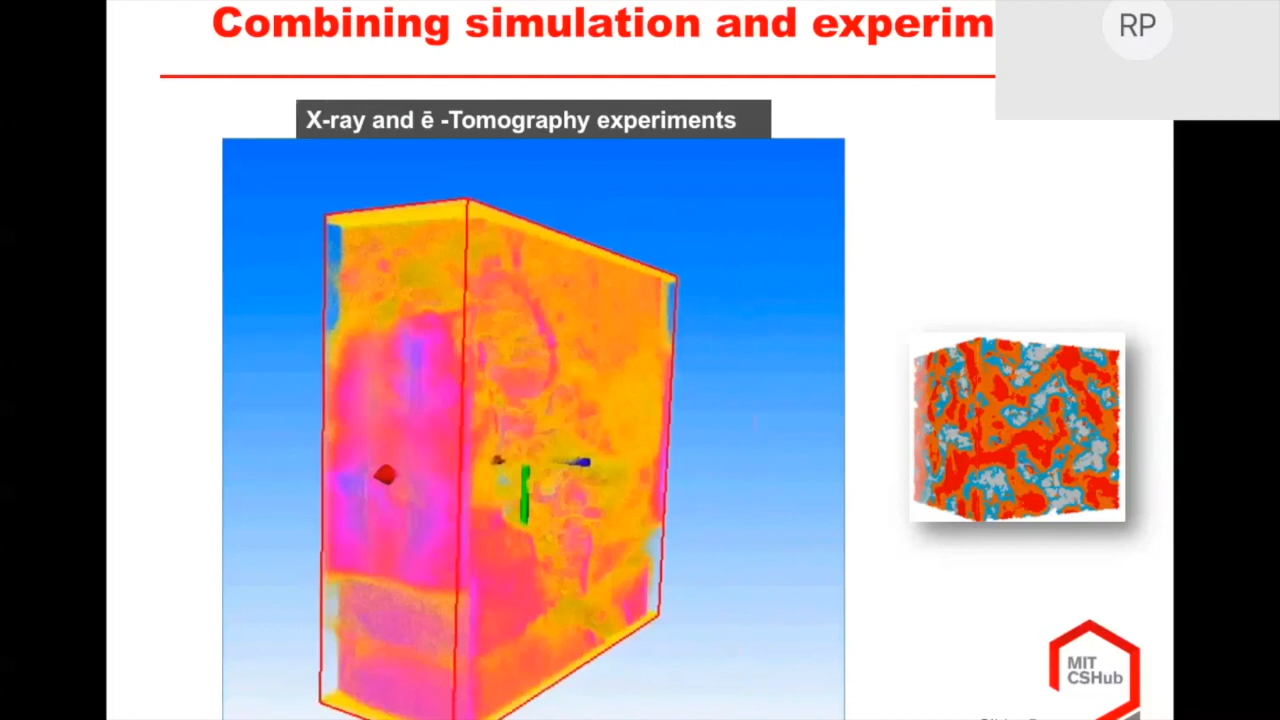 Combining simulation and experim
RP
X-ray and ē -Tomography experiments
MIT
CSHub